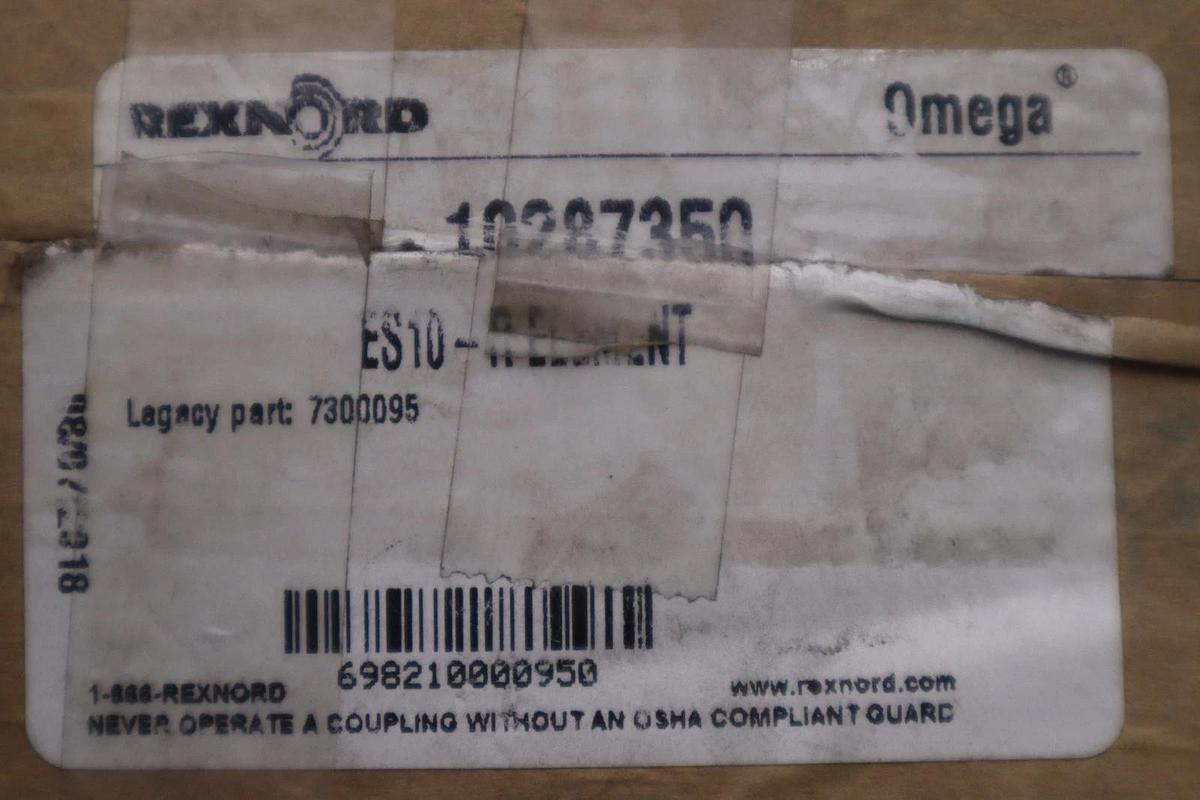 REXNORD
Omega®
10287350
ES10-R ELEMENT
Legacy part: 7300095
698210000950
1-866-REXNORD
www.rexnord.com
NEVER OPERATE A COUPLING WITHOUT AN OSHA COMPLIANT GUARD